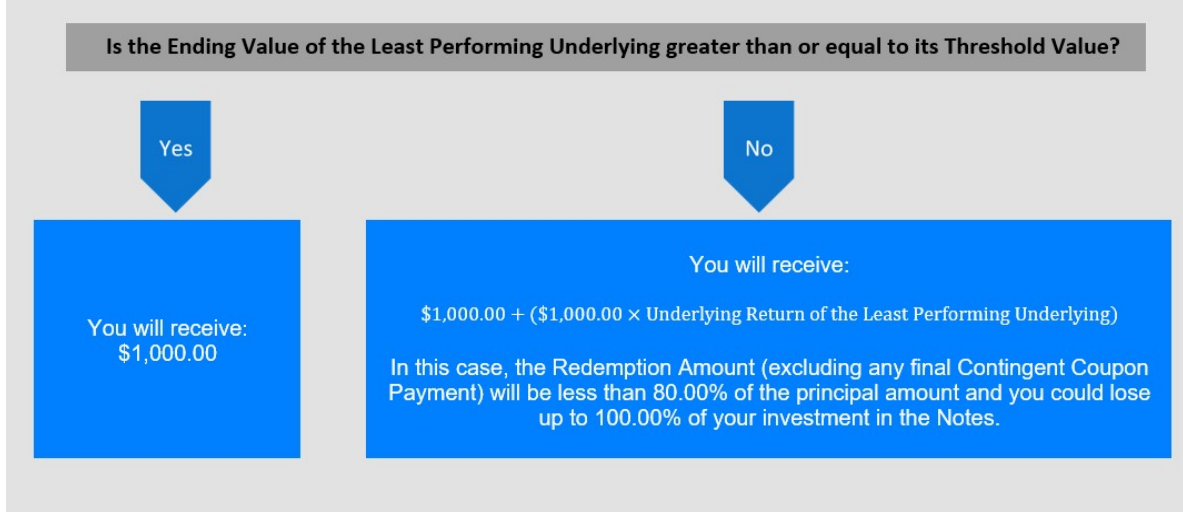 Is the Ending Value of the Least Performing Underlying greater than or equal to its Threshold Value?
Yes
No
You will receive:
$1,000.00
You will receive:
$1,000.00 + ($1,000.00 × Underlying Return of the Least Performing Underlying)
In this case, the Redemption Amount (excluding any final Contingent Coupon
Payment) will be less than 80.00% of the principal amount and you could lose
up to 100.00% of your investment in the Notes.